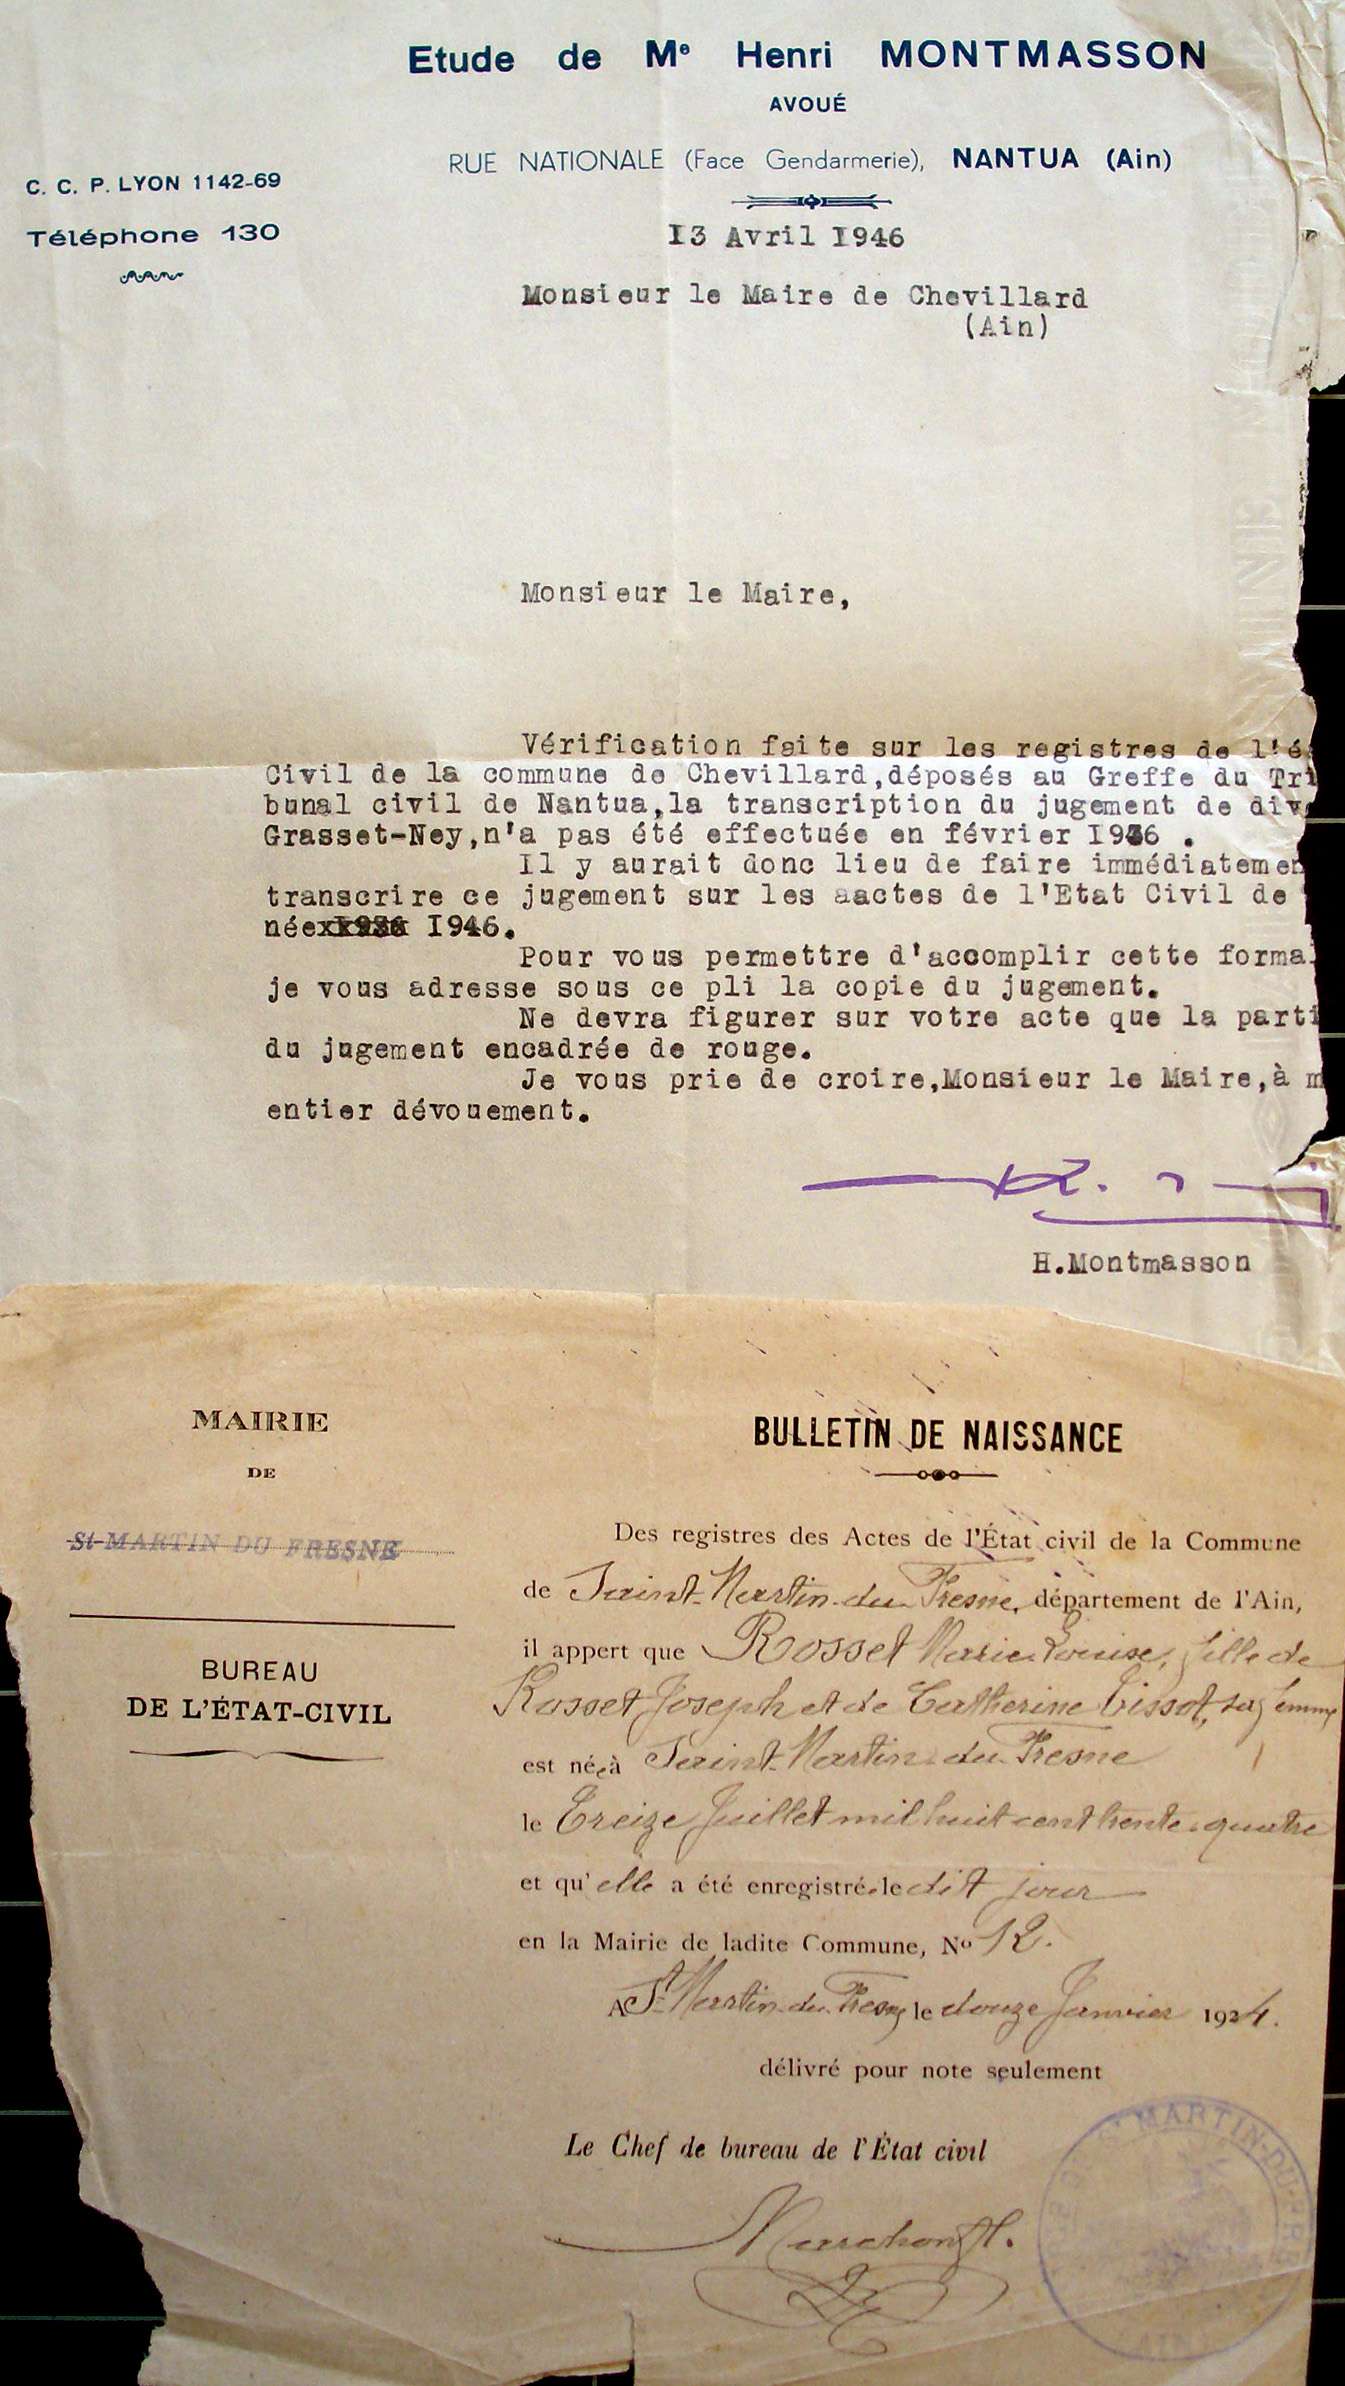 Etude de Me Henri MONTMASSON
AVOUÉ
RUE NATIONALE (Face Gendarmerie), NANTUA (Ain)
C. C. P. LYON 1142-69
Téléphone 130
I3 Avril I946
Monsieur le Maire de Chevillard
(Ain)
Monsieur le Maire,
Vérification faite sur les registres de l'é
Civil de la commune de Chevillard,déposés au Greffe du Tri
bunal civil de Nantua,la transcription du jugement de div
Grasset-Ney,n'a pas été effectuée en février I946 .
Il y aurait donc lieu de faire immédiatemen
transcrire ce jugement sur les aactes de l'Etat Civil de
née I946.
Pour vous permettre d'accomplir cette forma
je vous adresse sous ce pli la copie du jugement.
Ne devra figurer sur votre acte que la parti
du jugement encadrée de rouge.
Je vous prie de croire,Monsieur le Maire,à m
entier dévouement.
H.Montmasson
MAIRIE
DE
St-MARTIN DU FRESNE
BUREAU
DE L'ÉTAT-CIVIL
BULLETIN DE NAISSANCE
Des registres des Actes de l'État civil de la Commune
de Saint-Martin-du-Fresne, département de l'Ain,
il appert que Rosset Marie Louise, fille de
Rosset Joseph et de Catherine Tissot, sa femme
est née à Saint-Martin-du-Fresne
le Treize Juillet mil huit cent trente-quatre
et qu'elle a été enregistrée le dit jour
en la Mairie de ladite Commune, No 12.
A St Martin-du-Fresne le douze Janvier 1924.
délivré pour note seulement
Le Chef de bureau de l'État civil
MARTIN-DU-FR
AIN